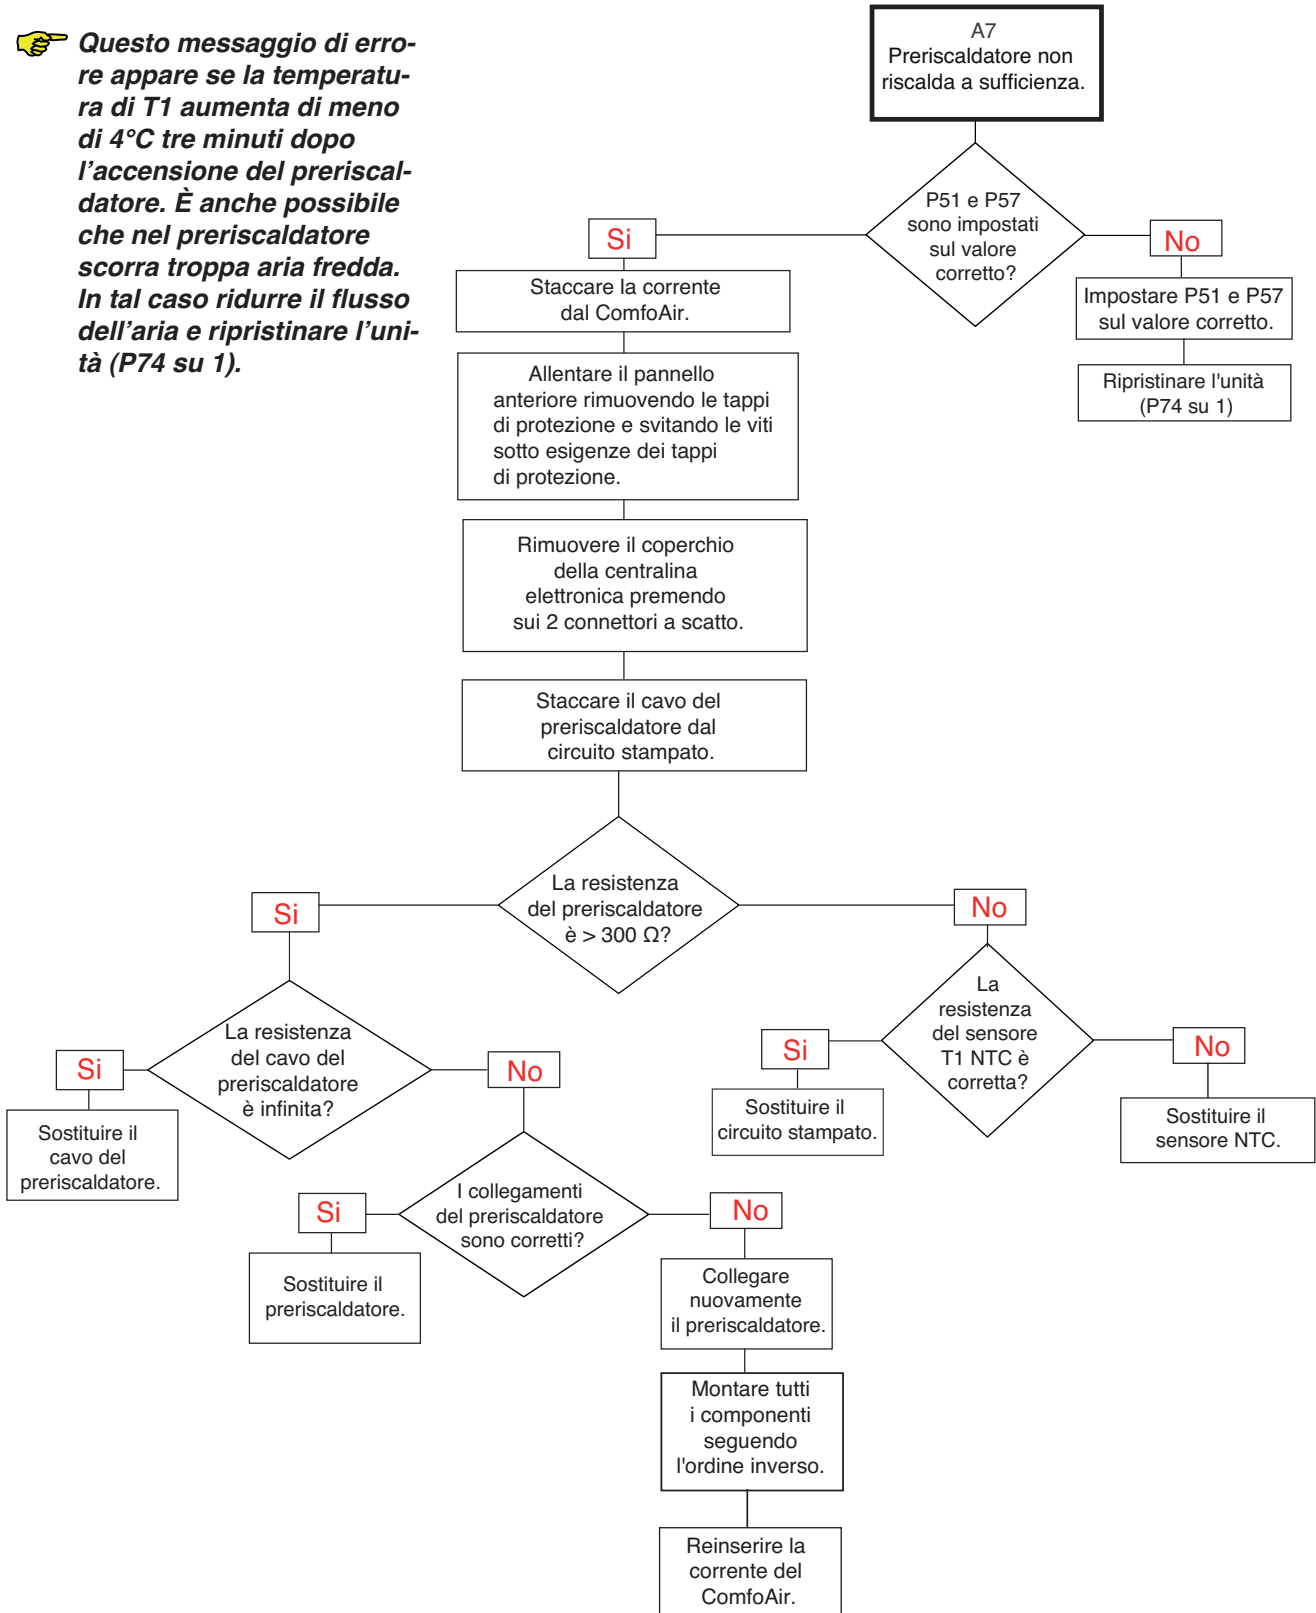 Questo messaggio di erro-
re appare se la temperatu-
ra di T1 aumenta di meno
di 4°C tre minuti dopo
l'accensione del preriscal-
datore. È anche possibile
che nel preriscaldatore
scorra troppa aria fredda.
In tal caso ridurre il flusso
dell'aria e ripristinare l'uni-
tà (P74 su 1).
A7
Preriscaldatore non
riscalda a sufficienza.
P51 e P57
sono impostati
sul valore
corretto?
Si
No
Staccare la corrente
dal ComfoAir.
Impostare P51 e P57
sul valore corretto.
Ripristinare l'unità
(P74 su 1)
Allentare il pannello
anteriore rimuovendo le tappi
di protezione e svitando le viti
sotto esigenze dei tappi
di protezione.
Rimuovere il coperchio
della centralina
elettronica premendo
sui 2 connettori a scatto.
Staccare il cavo del
preriscaldatore dal
circuito stampato.
La resistenza
del preriscaldatore
è > 300 Ω?
Si
No
La resistenza
del cavo del
preriscaldatore
è infinita?
La
resistenza
del sensore
T1 NTC è
corretta?
Si
No
Si
No
Sostituire il
cavo del
preriscaldatore.
Sostituire il
circuito stampato.
Sostituire il
sensore NTC.
I collegamenti
del preriscaldatore
sono corretti?
Si
No
Sostituire il
preriscaldatore.
Collegare
nuovamente
il preriscaldatore.
Montare tutti
i componenti
seguendo
l'ordine inverso.
Reinserire la
corrente del
ComfoAir.